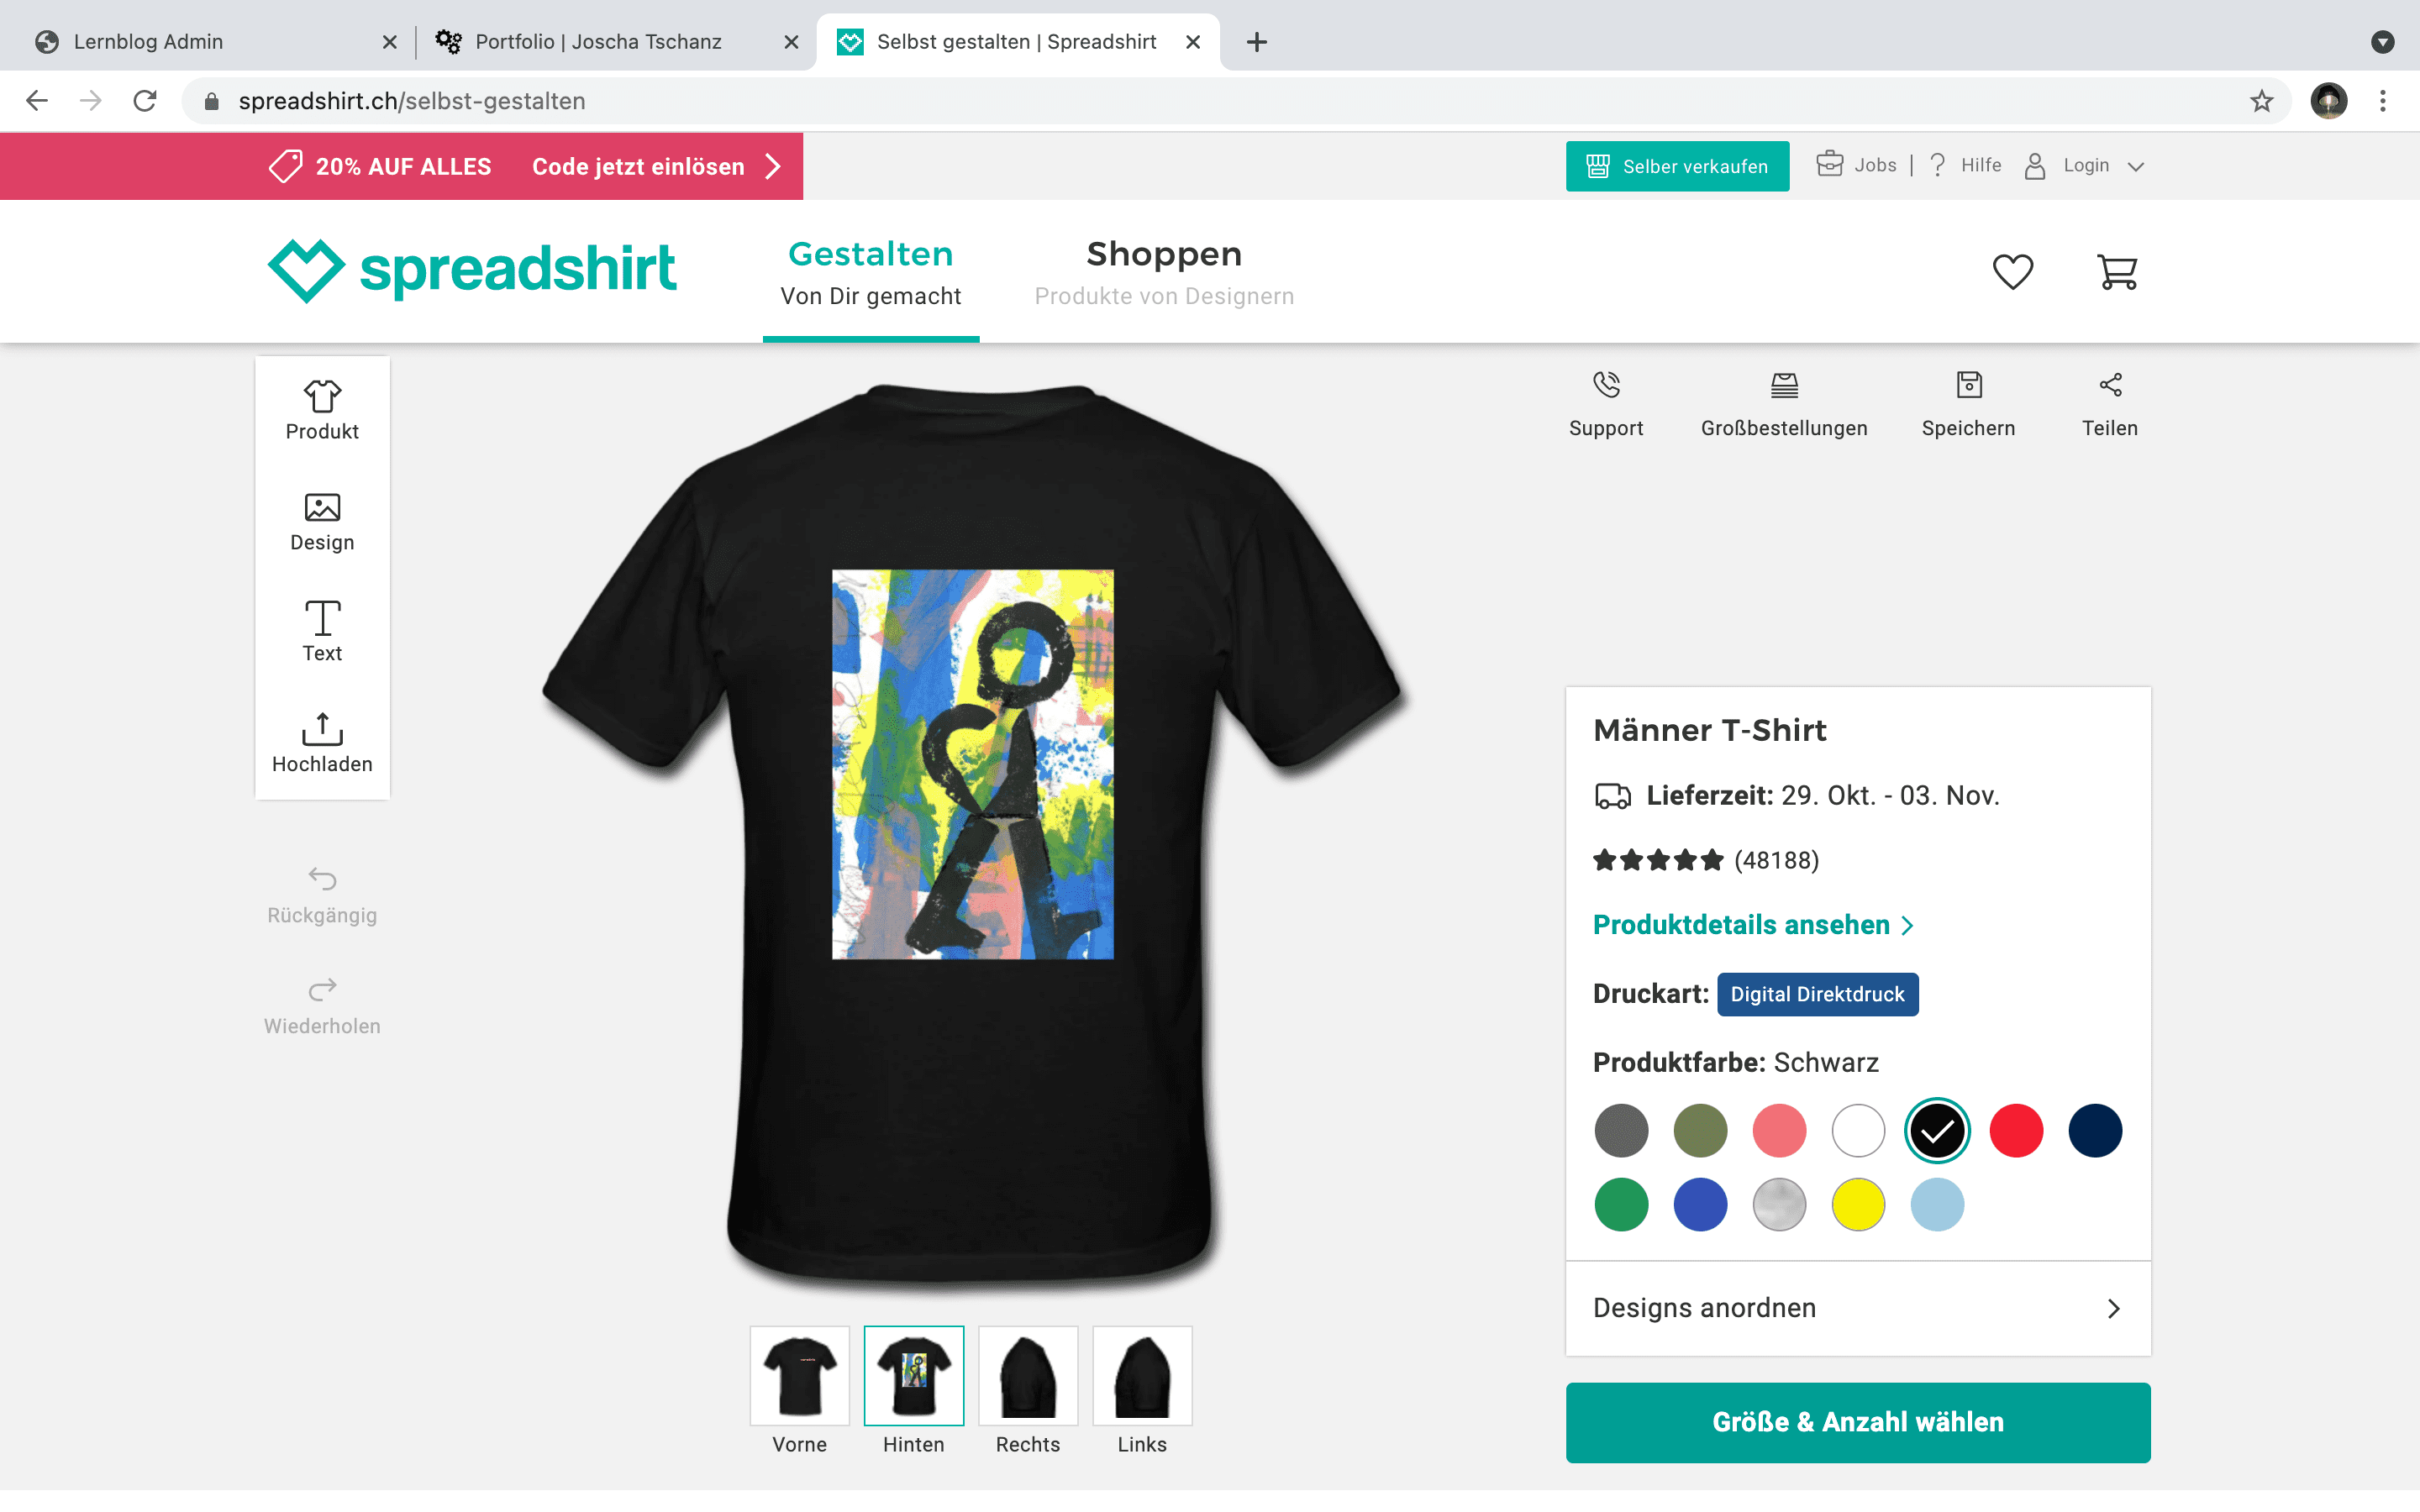 Lernblog Admin
Portfolio | Joscha Tschanz
Selbst gestalten | Spreadshirt
spreadshirt.ch/selbst-gestalten
20% AUF ALLES Code jetzt einlösen
Selber verkaufen
Jobs | Hilfe
Login
spreadshirt
Gestalten
Von Dir gemacht
Shoppen
Produkte von Designern
Produkt
Design
Text
Hochladen
Rückgängig
Wiederholen
Support
Großbestellungen
Speichern
Teilen
Männer T-Shirt
Lieferzeit: 29. Okt. - 03. Nov.
(48188)
Produktdetails ansehen
Druckart: Digital Direktdruck
Produktfarbe: Schwarz
Designs anordnen
Größe & Anzahl wählen
Vorne
Hinten
Rechts
Links